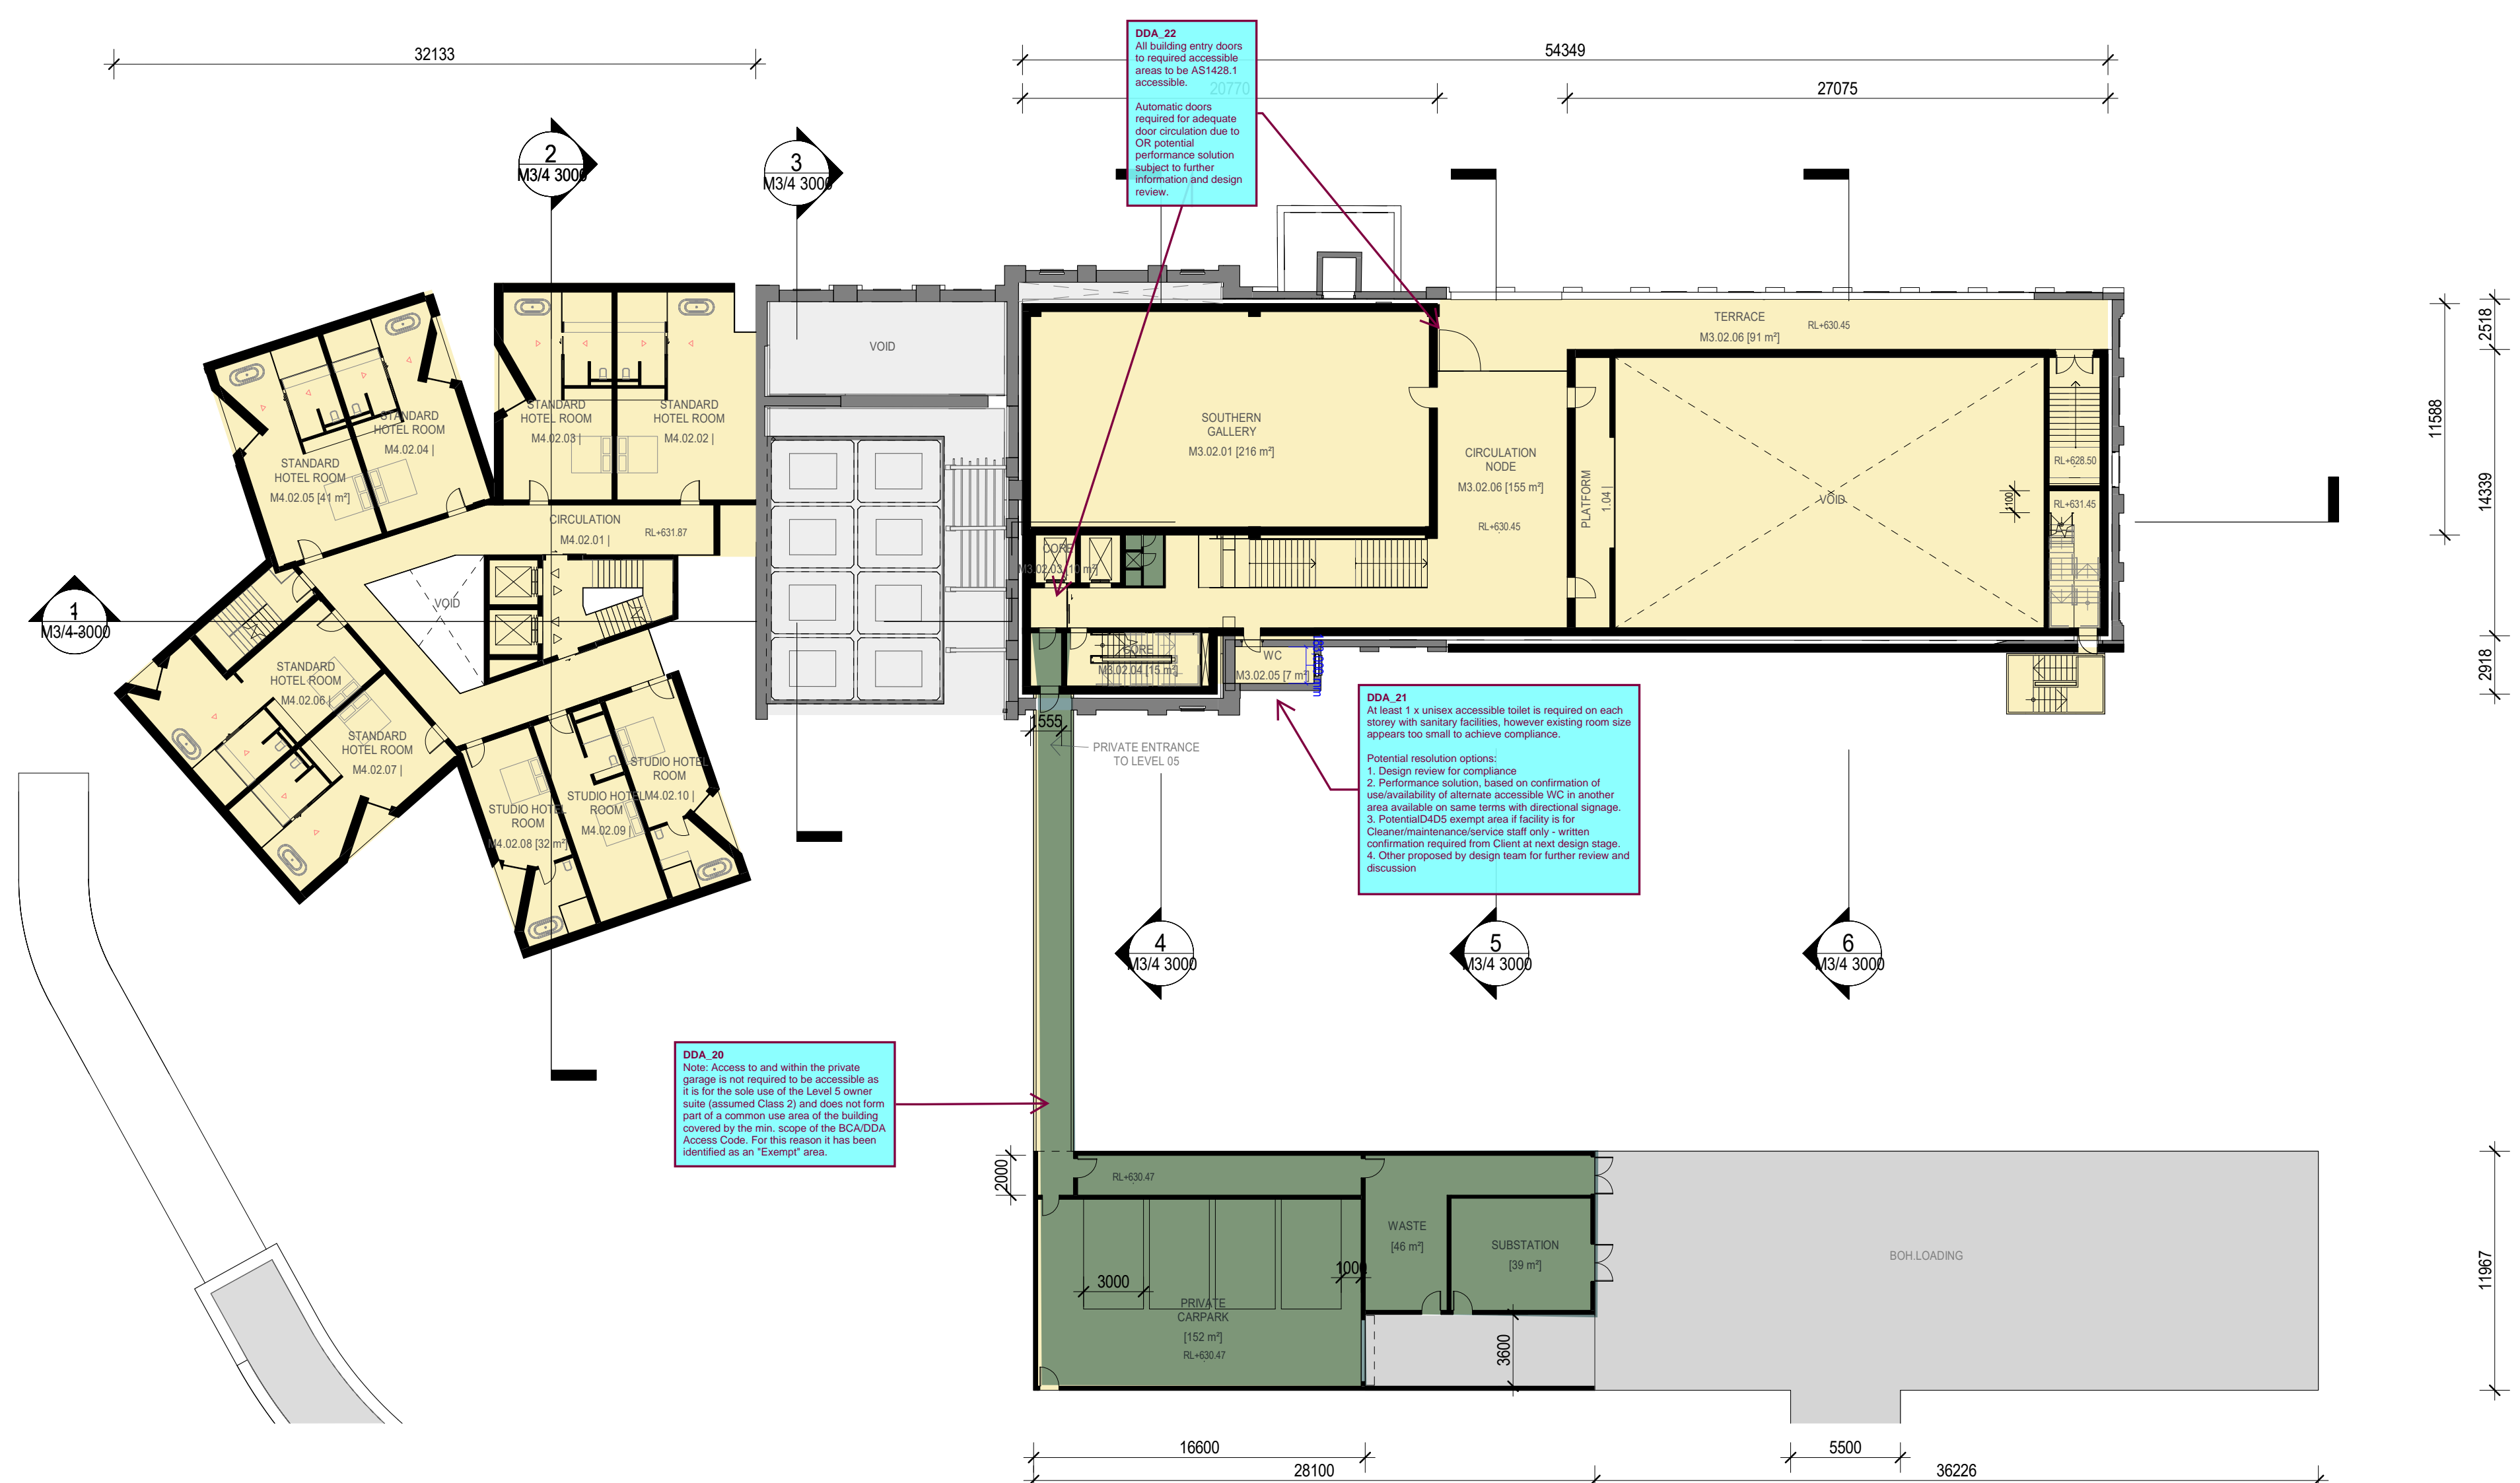 32133
54349
20770
27075
DDA_22
All building entry doors
to required accessible
areas to be AS1428.1
accessible.
Automatic doors
required for adequate
door circulation due to
OR potential
performance solution
subject to further
information and design
review.
2
M3/4 3000
3
M3/4 3000
VOID
TERRACE
M3.02.06 [91 m²]
RL+630.45
2518
11588
14339
2918
STANDARD
HOTEL ROOM
M4.02.05 [41 m²]
STANDARD
HOTEL ROOM
M4.02.04 |
STANDARD
HOTEL ROOM
M4.02.03 |
STANDARD
HOTEL ROOM
M4.02.02 |
SOUTHERN
GALLERY
M3.02.01 [216 m²]
CIRCULATION
NODE
M3.02.06 [155 m²]
RL+630.45
PLATFORM
1.04 |
VOID
1100
RL+628.50
RL+631.45
CIRCULATION
M4.02.01 |
RL+631.87
CORE
M3.02.03 [10 m²]
VOID
1
M3/4-3000
CORE
M3.02.04 [15 m²]
WC
M3.02.05 [7 m²]
STANDARD
HOTEL ROOM
M4.02.06 |
STANDARD
HOTEL ROOM
M4.02.07 |
STUDIO HOTEL
ROOM
M4.02.08 [32 m²]
STUDIO HOTEL
ROOM
M4.02.09 |
STUDIO HOTEL
ROOM
M4.02.10 |
1555
PRIVATE ENTRANCE
TO LEVEL 05
DDA_21
At least 1 x unisex accessible toilet is required on each
storey with sanitary facilities, however existing room size
appears too small to achieve compliance.
Potential resolution options:
1. Design review for compliance
2. Performance solution, based on confirmation of
use/availability of alternate accessible WC in another
area available on same terms with directional signage.
3. PotentialD4D5 exempt area if facility is for
Cleaner/maintenance/service staff only - written
confirmation required from Client at next design stage.
4. Other proposed by design team for further review and
discussion
4
M3/4 3000
5
M3/4 3000
6
M3/4 3000
DDA_20
Note: Access to and within the private
garage is not required to be accessible as
it is for the sole use of the Level 5 owner
suite (assumed Class 2) and does not form
part of a common use area of the building
covered by the min. scope of the BCA/DDA
Access Code. For this reason it has been
identified as an "Exempt" area.
2000
RL+630.47
WASTE
[46 m²]
SUBSTATION
[39 m²]
BOH.LOADING
3000
1000
PRIVATE
CARPARK
[152 m²]
RL+630.47
3600
11967
16600
5500
28100
36226